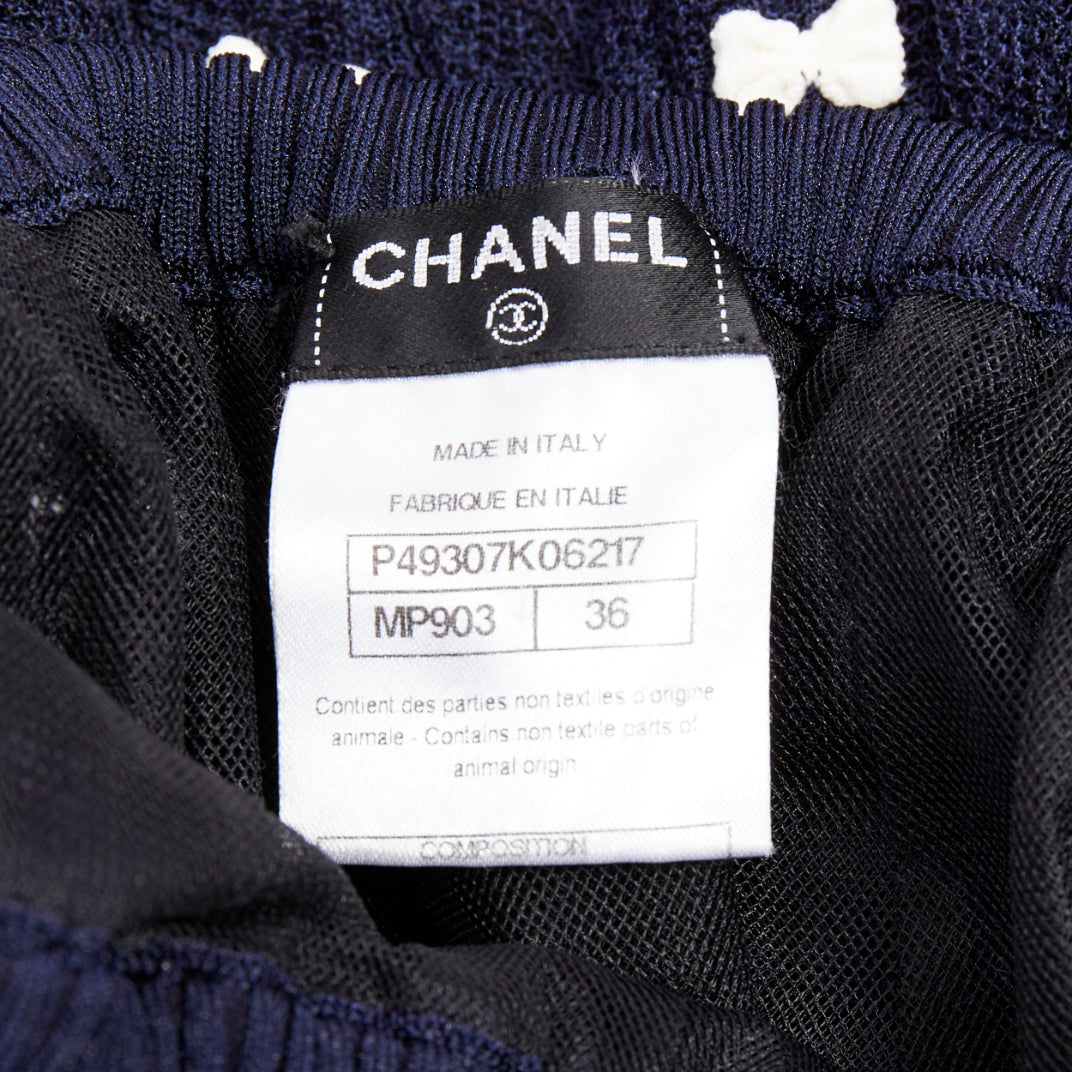 CHANEL
MADE IN ITALY
FABRIQUE EN ITALIE
P49307K06217
MP903 36
Contient des parties non textiles d'origine
animale - Contains non textile parts of
animal origin
COMPOSITION